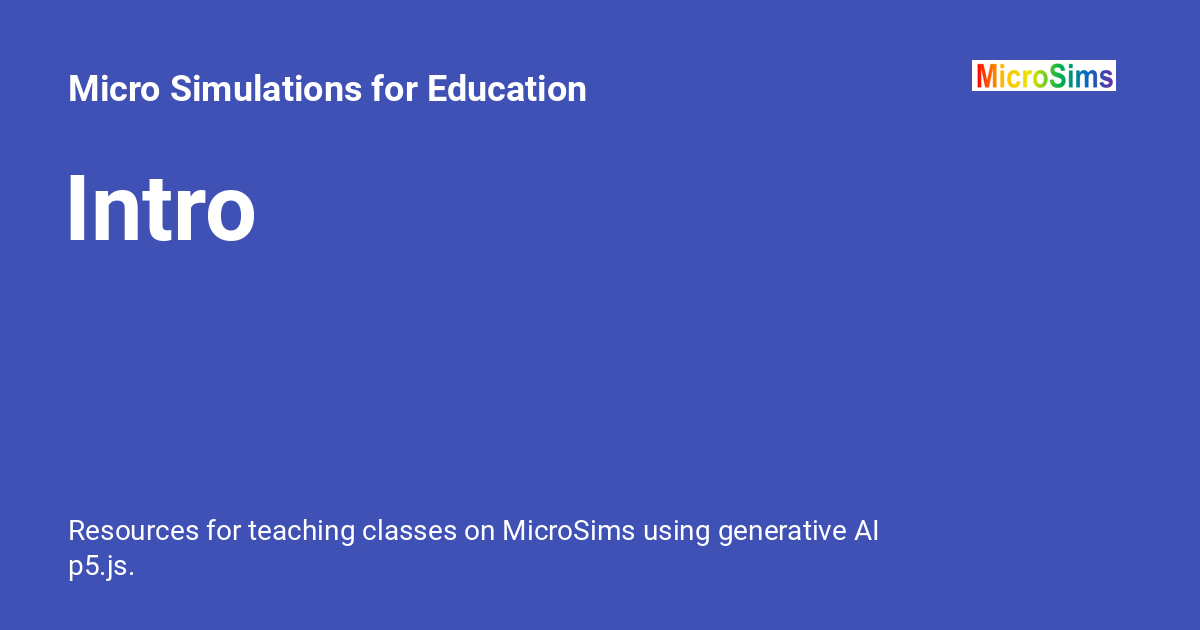 Micro Simulations for Education
MicroSims
Intro
Resources for teaching classes on MicroSims using generative AI
p5.js.